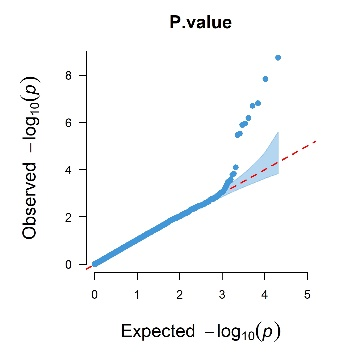 P.value
Observed −log₁₀(p)
8
6
4
2
0
0 1 2 3 4 5
Expected −log₁₀(p)